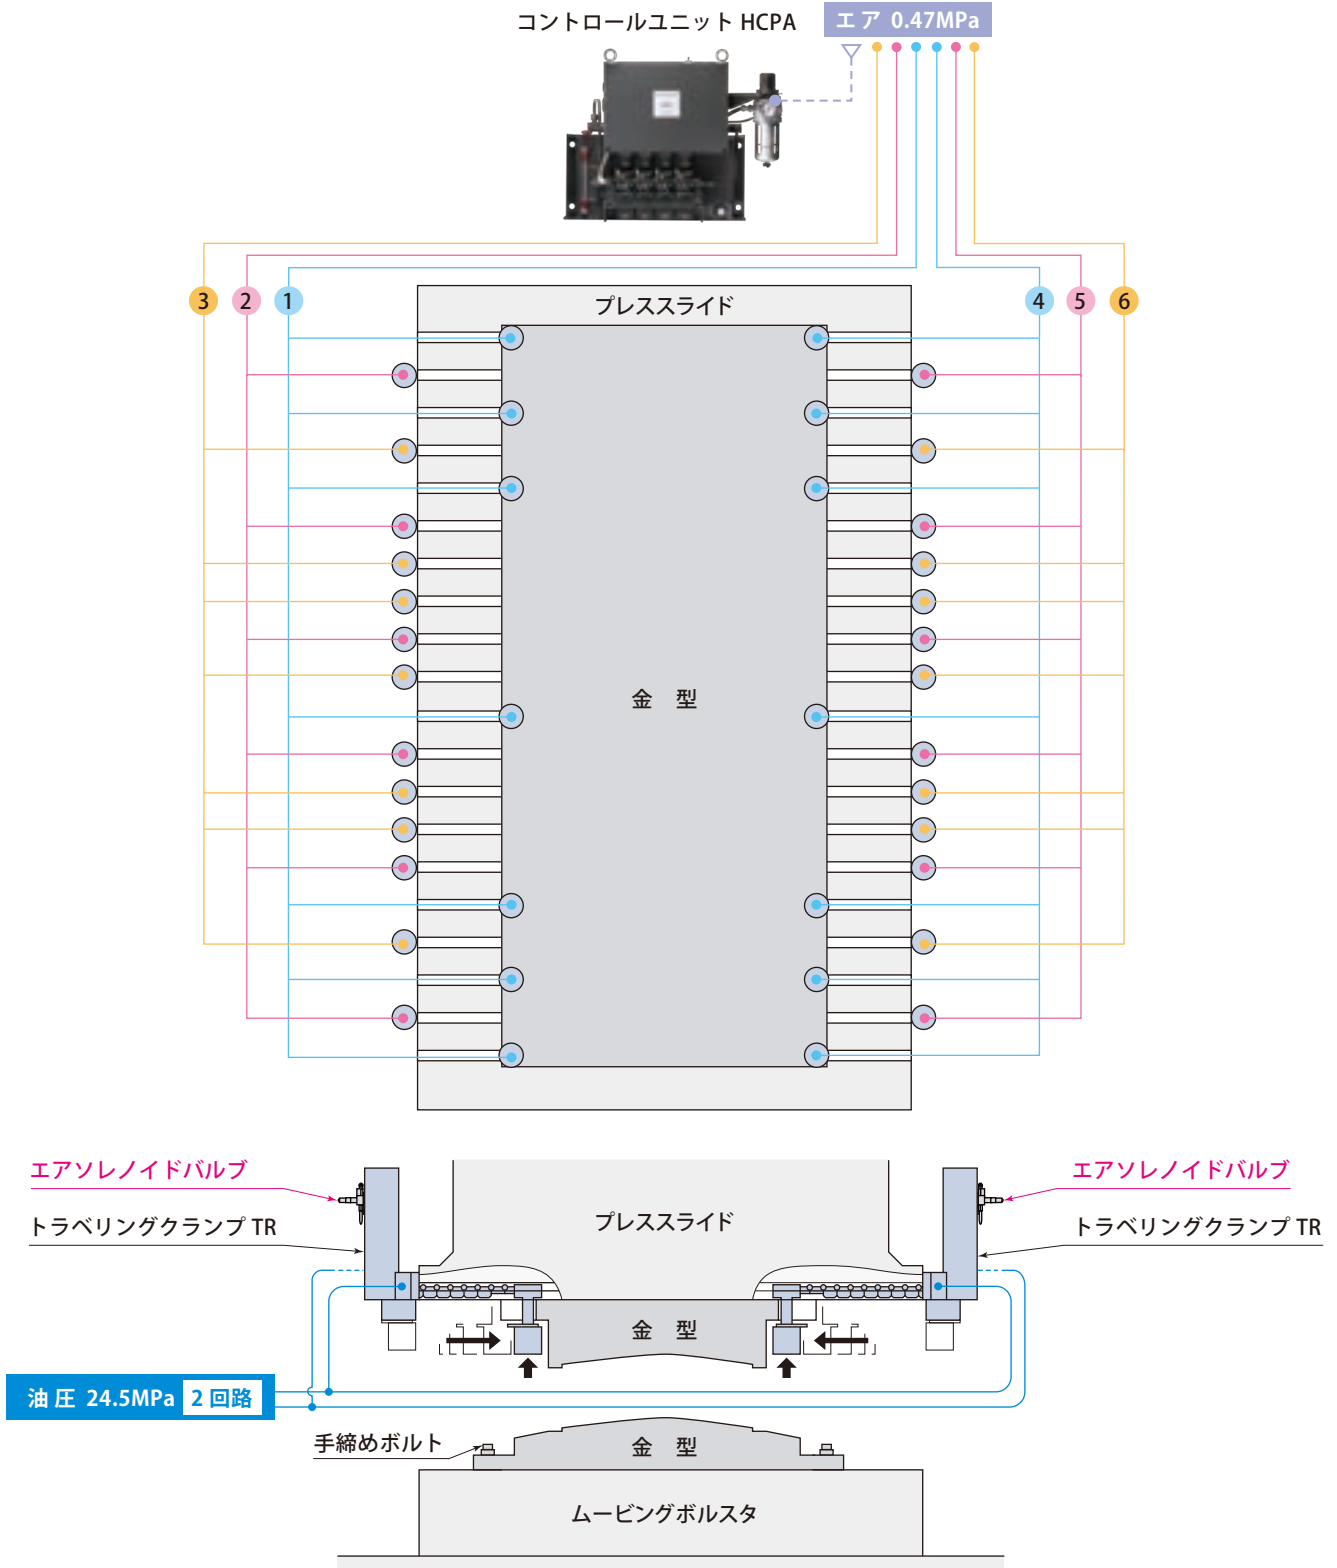 コントロールユニット HCPA
エア 0.47MPa
3
2
1
4
5
6
プレススライド
金 型
エアソレノイドバルブ
エアソレノイドバルブ
トラベリングクランプ TR
プレススライド
トラベリングクランプ TR
金 型
油圧 24.5MPa 2 回路
手締めボルト
金 型
ムービングボルスタ